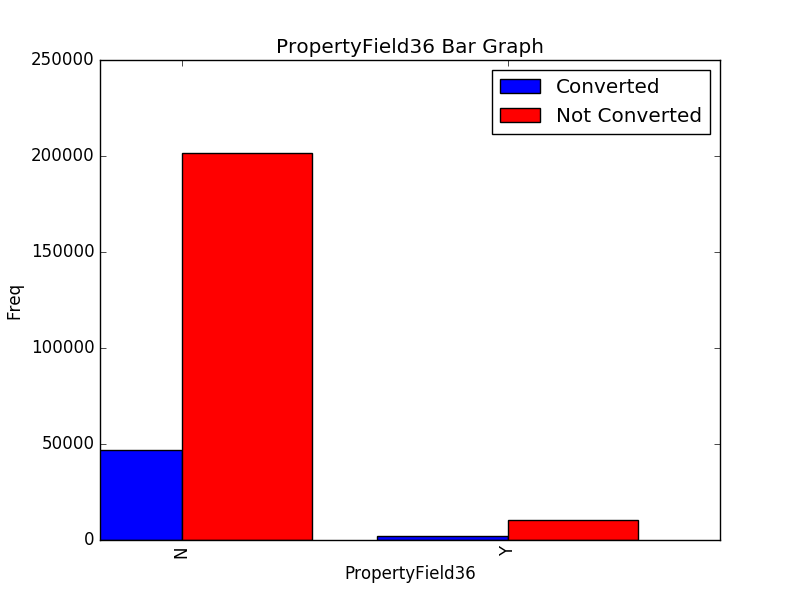 PropertyField36 Bar Graph
Converted
Not Converted
250000
200000
150000
100000
50000
0
Freq
N
Y
PropertyField36